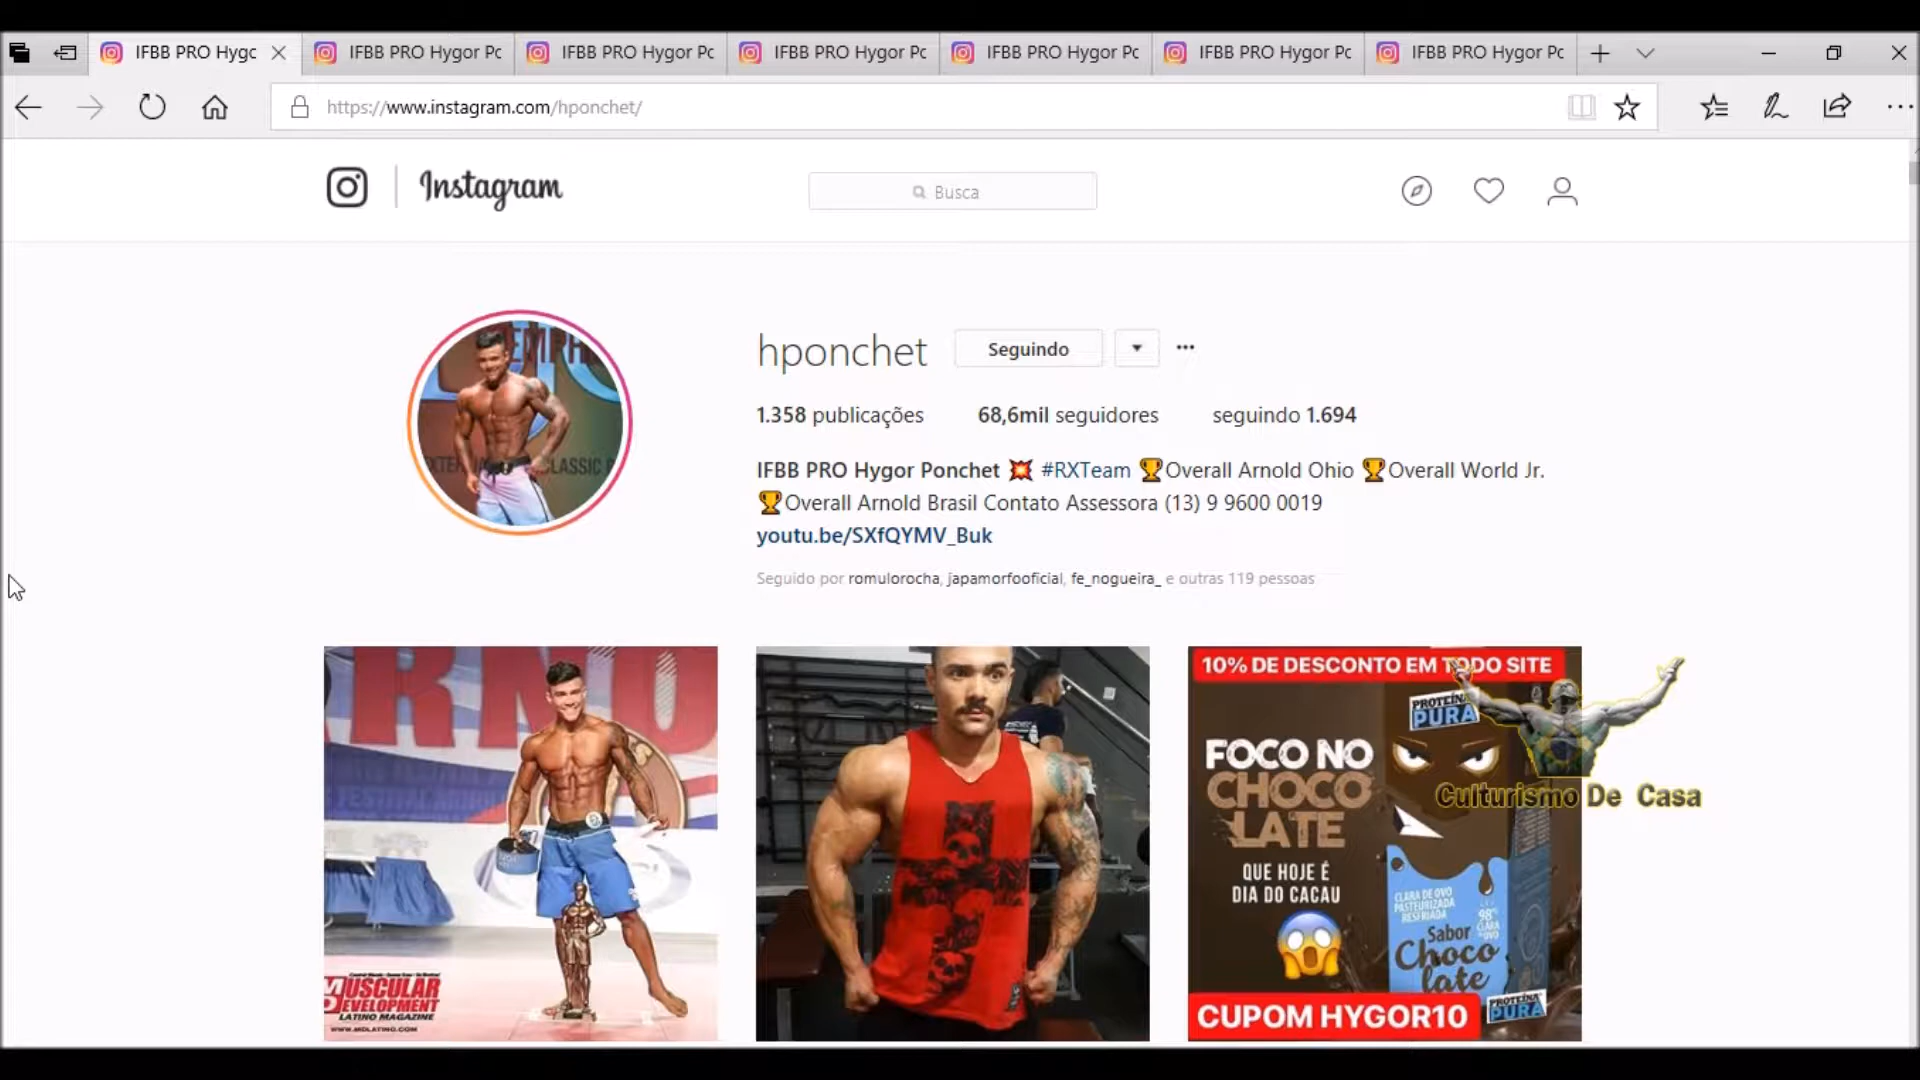 IFBB PRO Hygc
IFBB PRO Hygor Pc
IFBB PRO Hygor Pc
IFBB PRO Hygor Pc
IFBB PRO Hygor Pc
IFBB PRO Hygor Pc
IFBB PRO Hygor Pc
https://www.instagram.com/hponchet/
Instagram
Busca
hponchet
Seguindo
1.358 publicações 68,6mil seguidores seguindo 1.694
IFBB PRO Hygor Ponchet 💥 #RXTeam 🏆Overall Arnold Ohio 🏆Overall World Jr.
🏆Overall Arnold Brasil Contato Assessora (13) 9 9600 0019
youtu.be/SXfQYMV_Buk
Seguido por romulorocha, japamorfooficial, fe_nogueira_ e outras 119 pessoas
MUSCULAR
DEVELOPMENT
LATINO MAGAZINE
WWW.MDLATINO.COM
10% DE DESCONTO EM TODO SITE
PROTEÍNA
PURA
FOCO NO
CHOCO
LATE
QUE HOJE É
DIA DO CACAU
CLARA DE OVO
PASTEURIZADA
RESFRIADA
98%
Sabor
Choco
late
CUPOM HYGOR10
PROTEÍNA
PURA
Culturismo De Casa